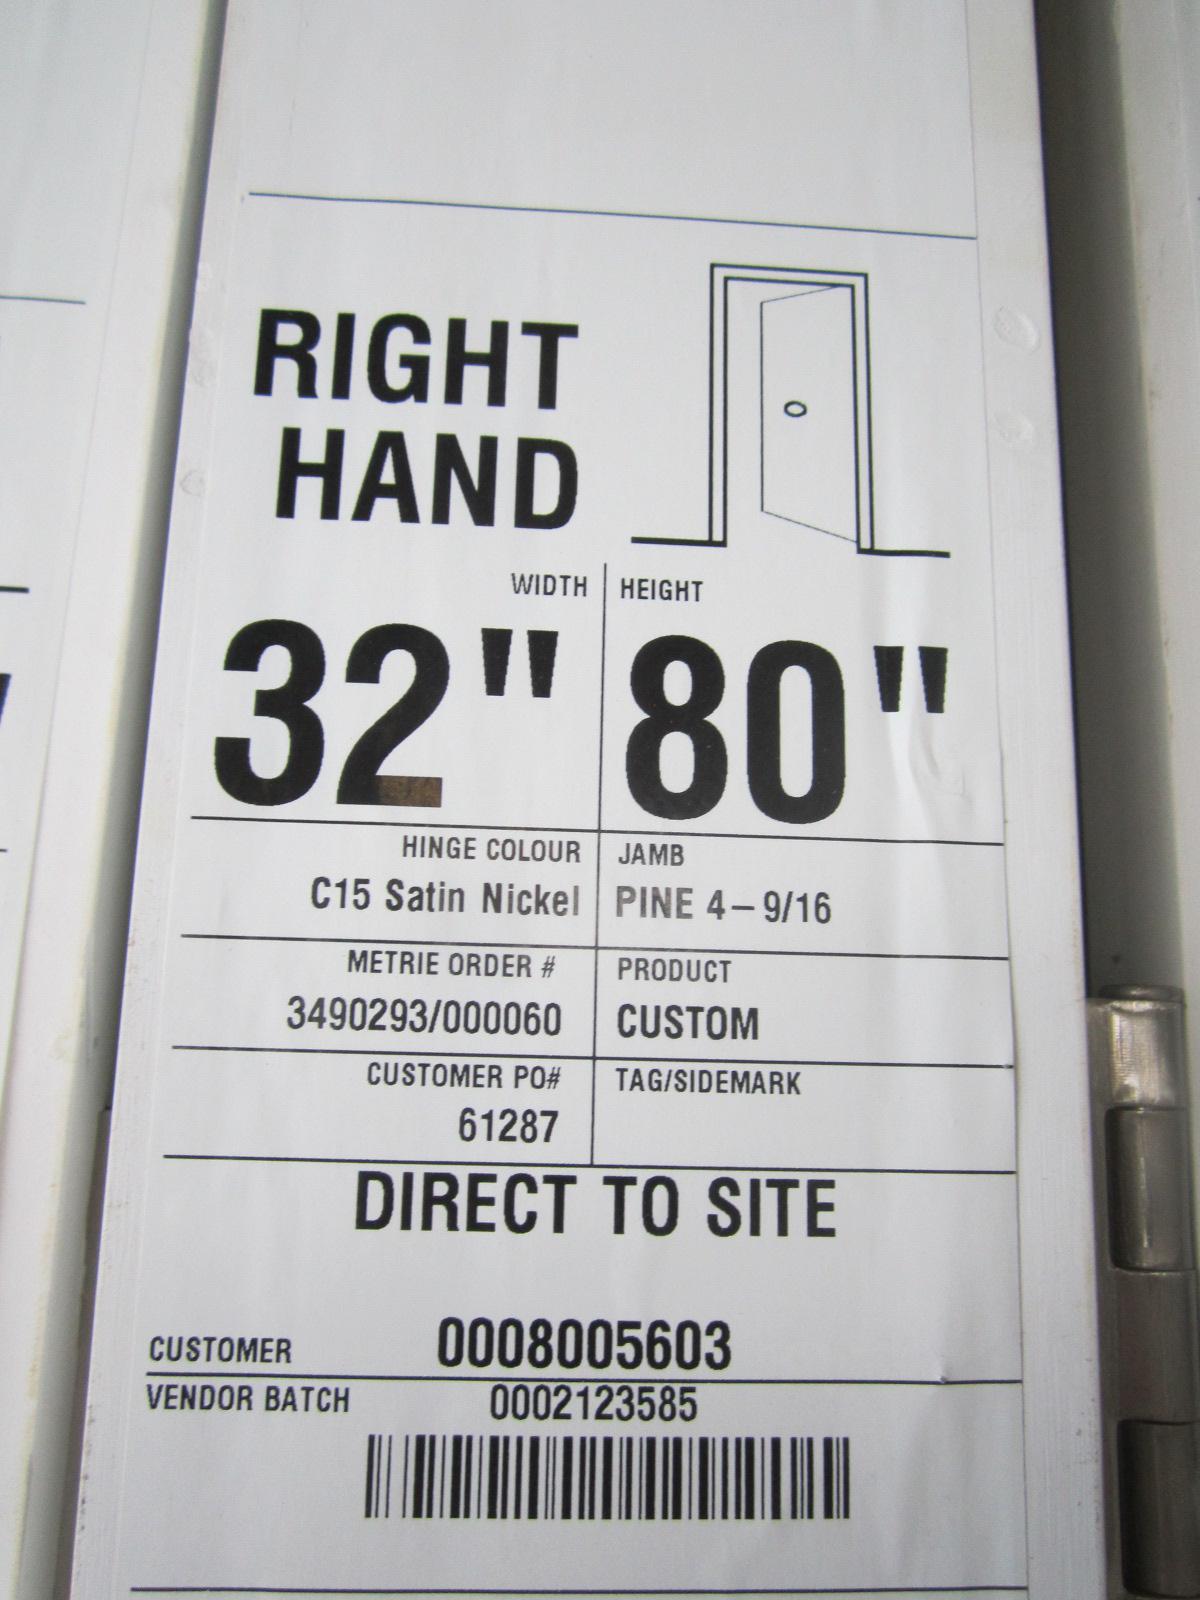 RIGHT
HAND
WIDTH HEIGHT
32" 80"
HINGE COLOUR JAMB
C15 Satin Nickel PINE 4-9/16
METRIE ORDER # PRODUCT
3490293/000060 CUSTOM
CUSTOMER PO# TAG/SIDEMARK
61287
DIRECT TO SITE
CUSTOMER 0008005603
VENDOR BATCH 0002123585